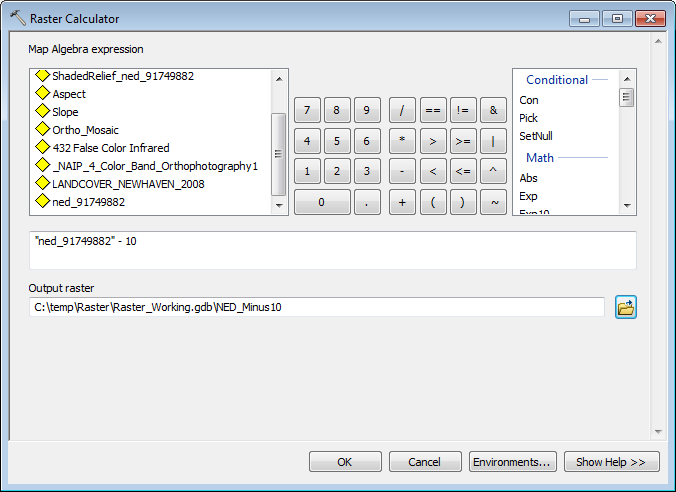 Raster Calculator
Map Algebra expression
ShadedRelief_ned_91749882
Aspect
Slope
Ortho_Mosaic
432 False Color Infrared
_NAIP_4_Color_Band_Orthophotography1
LANDCOVER_NEWHAVEN_2008
ned_91749882
7 8 9 / == != &
4 5 6 * > >= |
1 2 3 - < <= ^
0 . + ( ) ~
Conditional
Con
Pick
SetNull
Math
Abs
Exp
Exp10
"ned_91749882" - 10
Output raster
C:\temp\Raster\Raster_Working.gdb\NED_Minus10
OK Cancel Environments... Show Help >>